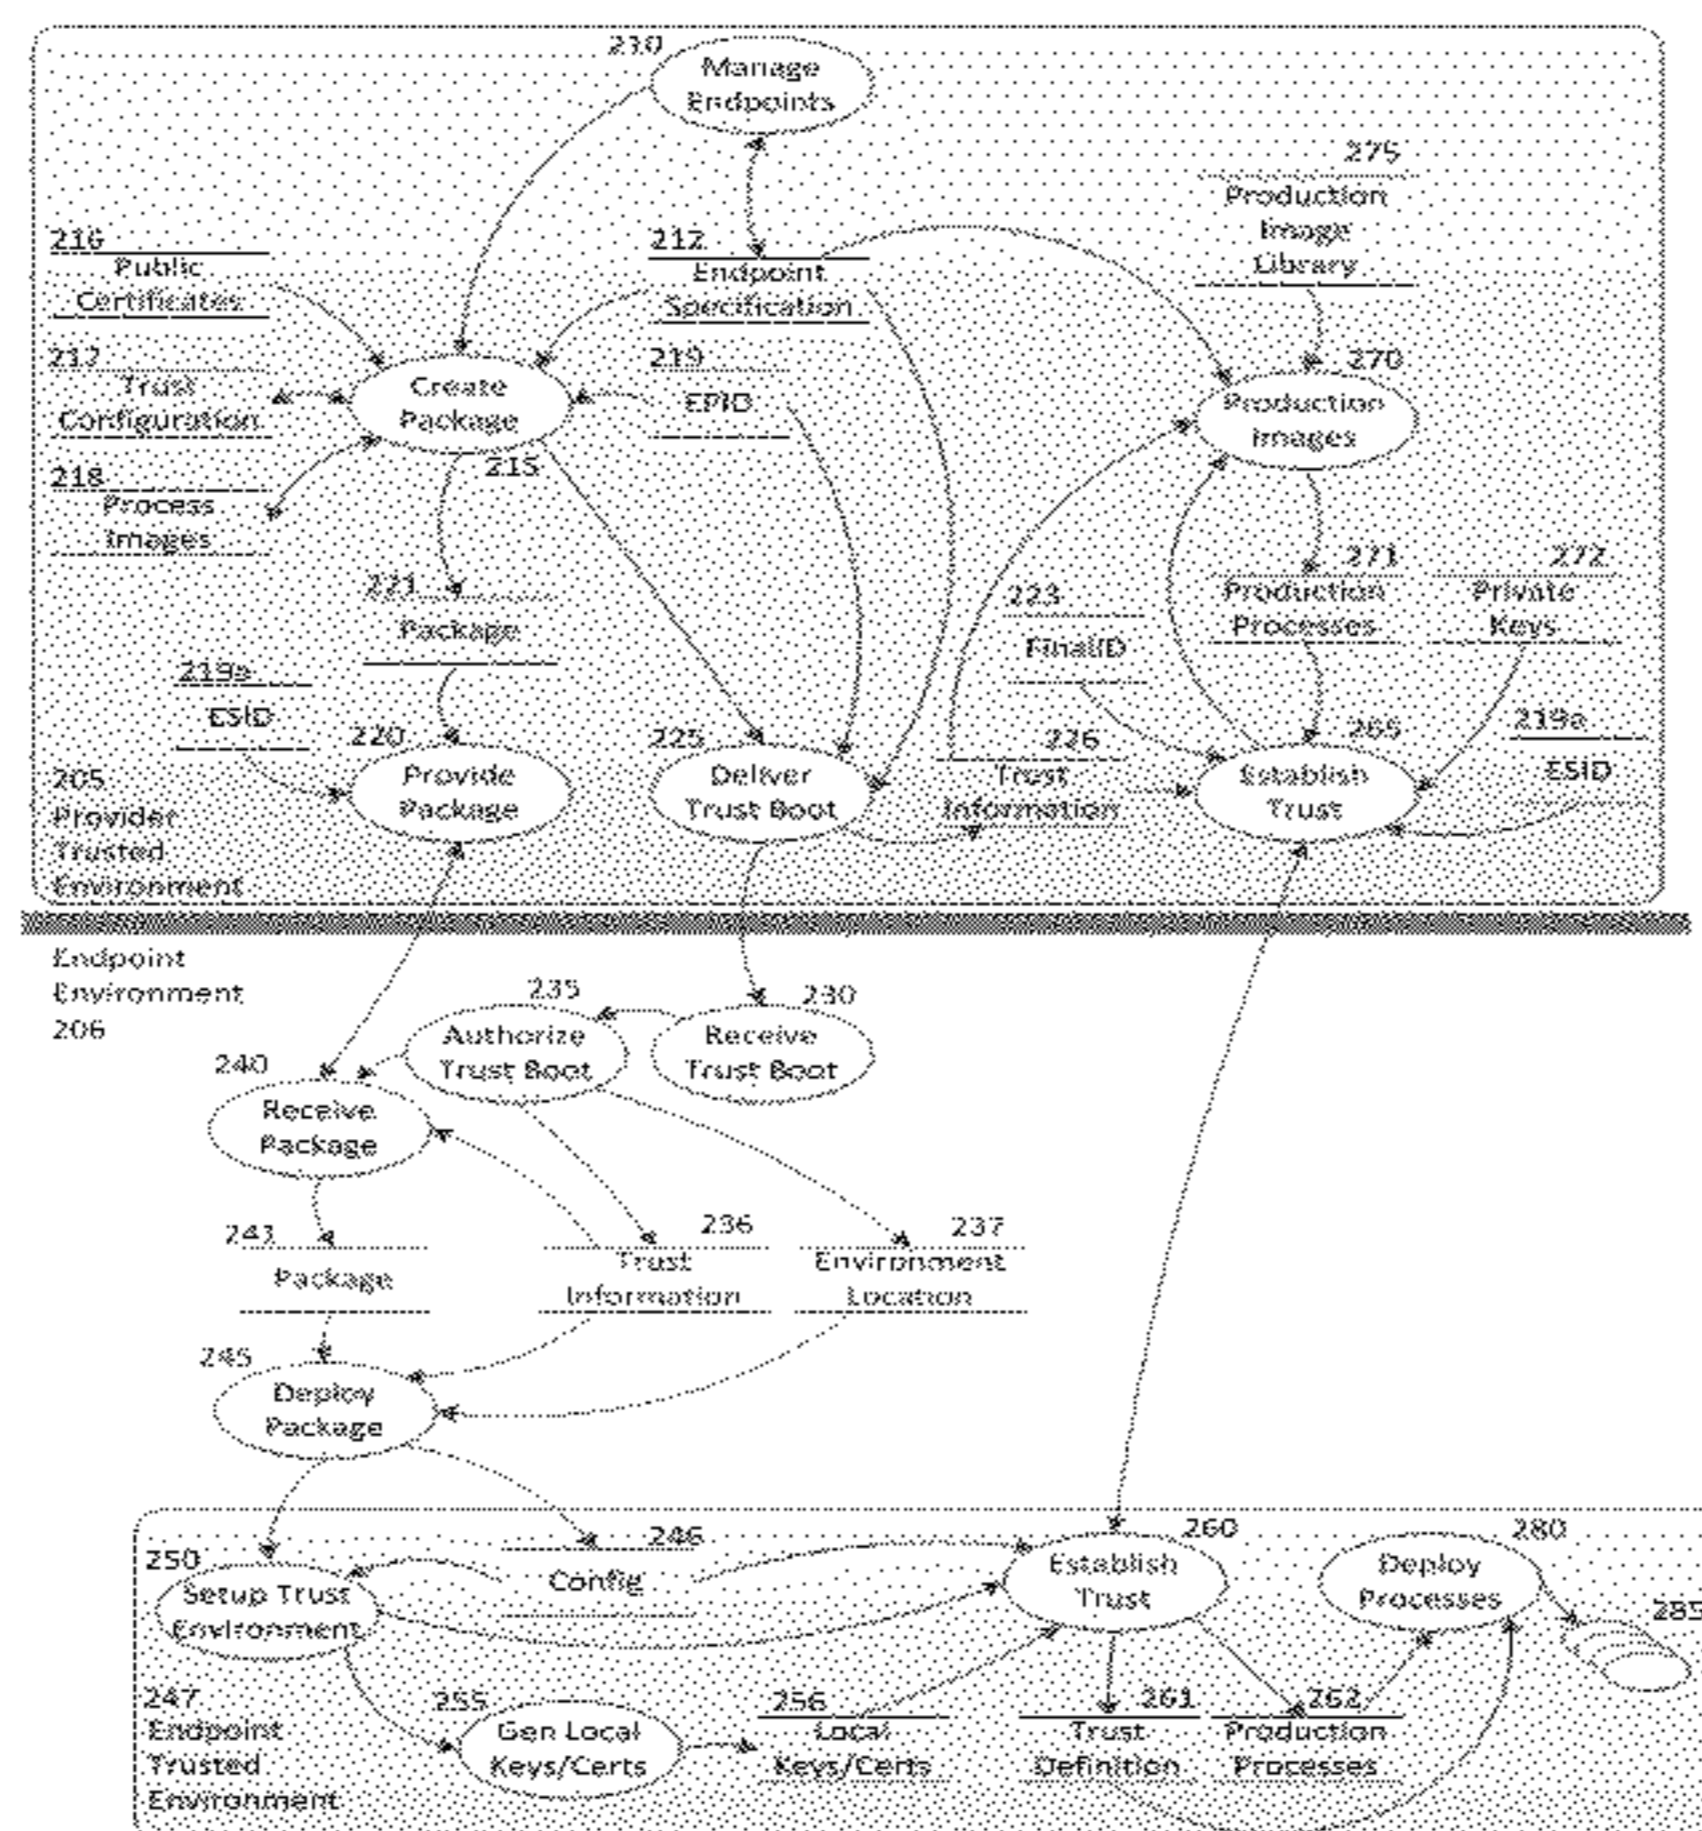 210
Manage
Endpoints
275
Production
Image
Library
216
Public
Certificates
212
Endpoint
Specification
217
Trust
Configuration
Create
Package
215
219
EPID
270
Production
Images
218
Process
Images
221
Package
223
FinalID
271
Production
Processes
272
Private
Keys
219a
ESID
220
Provide
Package
225
Deliver
Trust Boot
226
Trust
Information
265
Establish
Trust
219a
ESID
205
Provider
Trusted
Environment
Endpoint
Environment
206
235
Authorize
Trust Boot
230
Receive
Trust Boot
240
Receive
Package
241
Package
236
Trust
Information
237
Environment
Location
245
Deploy
Package
250
Setup Trust
Environment
246
Config
260
Establish
Trust
280
Deploy
Processes
285
247
Endpoint
Trusted
Environment
255
Gen Local
Keys/Certs
256
Local
Keys/Certs
261
Trust
Definition
262
Production
Processes